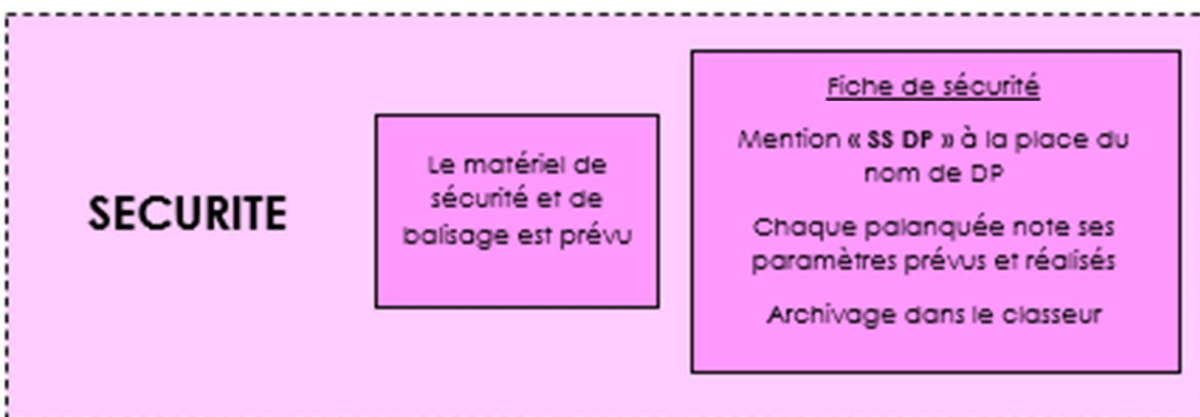 SECURITE
Le matériel de
sécurité et de
balisage est prévu
Fiche de sécurité
Mention « SS DP » à la place du
nom de DP
Chaque palanquée note ses
paramètres prévus et réalisés
Archivage dans le classeur